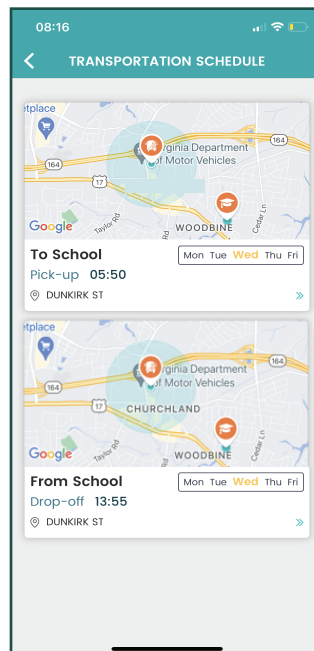 08:16
TRANSPORTATION SCHEDULE
etplace
164
Virginia Department
of Motor Vehicles
164
17
Google
Taylor Rd
Rd
WOODBINE
Cedar Ln
To School
Mon Tue Wed Thu Fri
Pick-up 05:50
DUNKIRK ST
etplace
Virginia Department
of Motor Vehicles
164
164
17
CHURCHLAND
Google
Taylor Rd
Rd
WOODBINE
Cedar Ln
From School
Mon Tue Wed Thu Fri
Drop-off 13:55
DUNKIRK ST